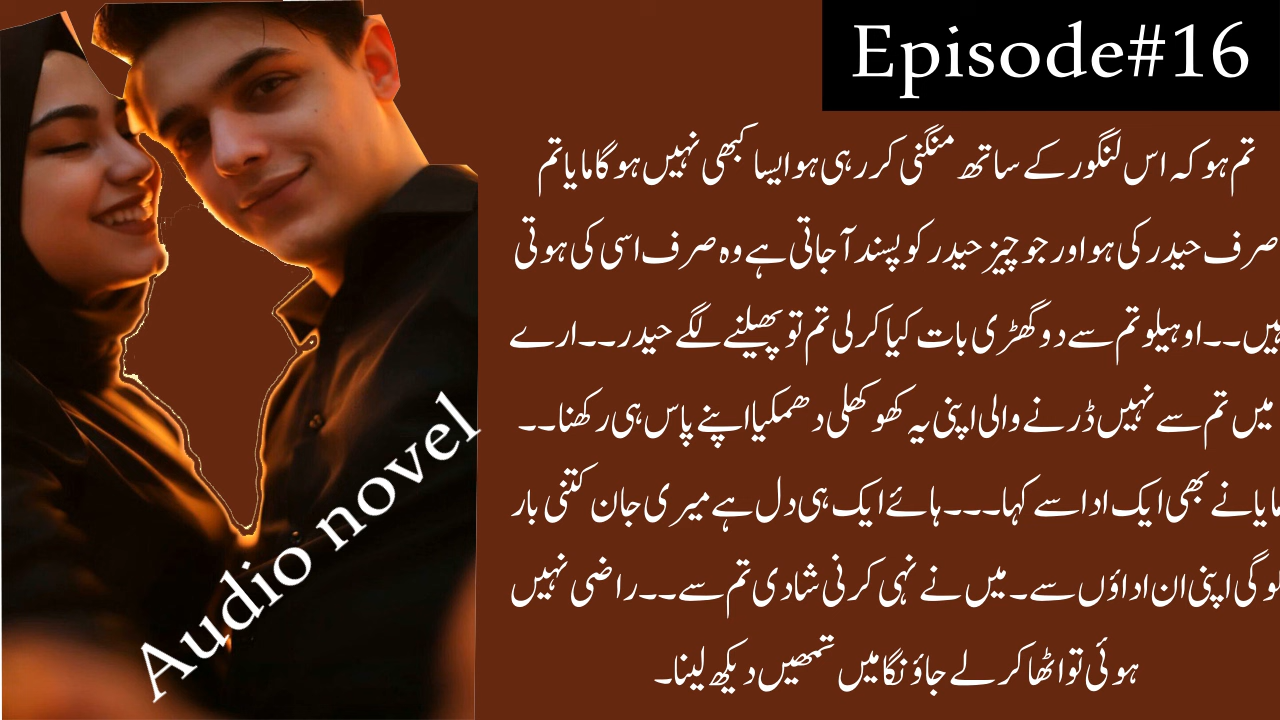 Episode#16
تم ہو کہ اس لنگور کے ساتھ منگنی کر رہی ہو ایسا کبھی نہیں ہو گا مایا تم
صرف حیدر کی ہو اور جو چیز حیدر کو پسند آ جاتی ہے وہ صرف اسی کی ہوتی
ہیں۔۔او ہیلو تم سے دو گھڑی بات کیا کر لی تم تو پھیلنے لگے حیدر۔۔ارے
میں تم سے نہیں ڈرنے والی اپنی یہ کھوکھلی دھمکیا اپنے پاس ہی رکھنا۔۔
مایا نے بھی ایک ادا سے کہا۔۔۔ہائے ایک ہی دل ہے میری جان کتنی بار
لو گی اپنی ان اداؤں سے۔ میں نے نہی کرنی شادی تم سے۔۔راضی نہیں
ہوئی تو اٹھا کر لے جاؤ نگا میں تمھیں دیکھ لینا۔
Audio novel